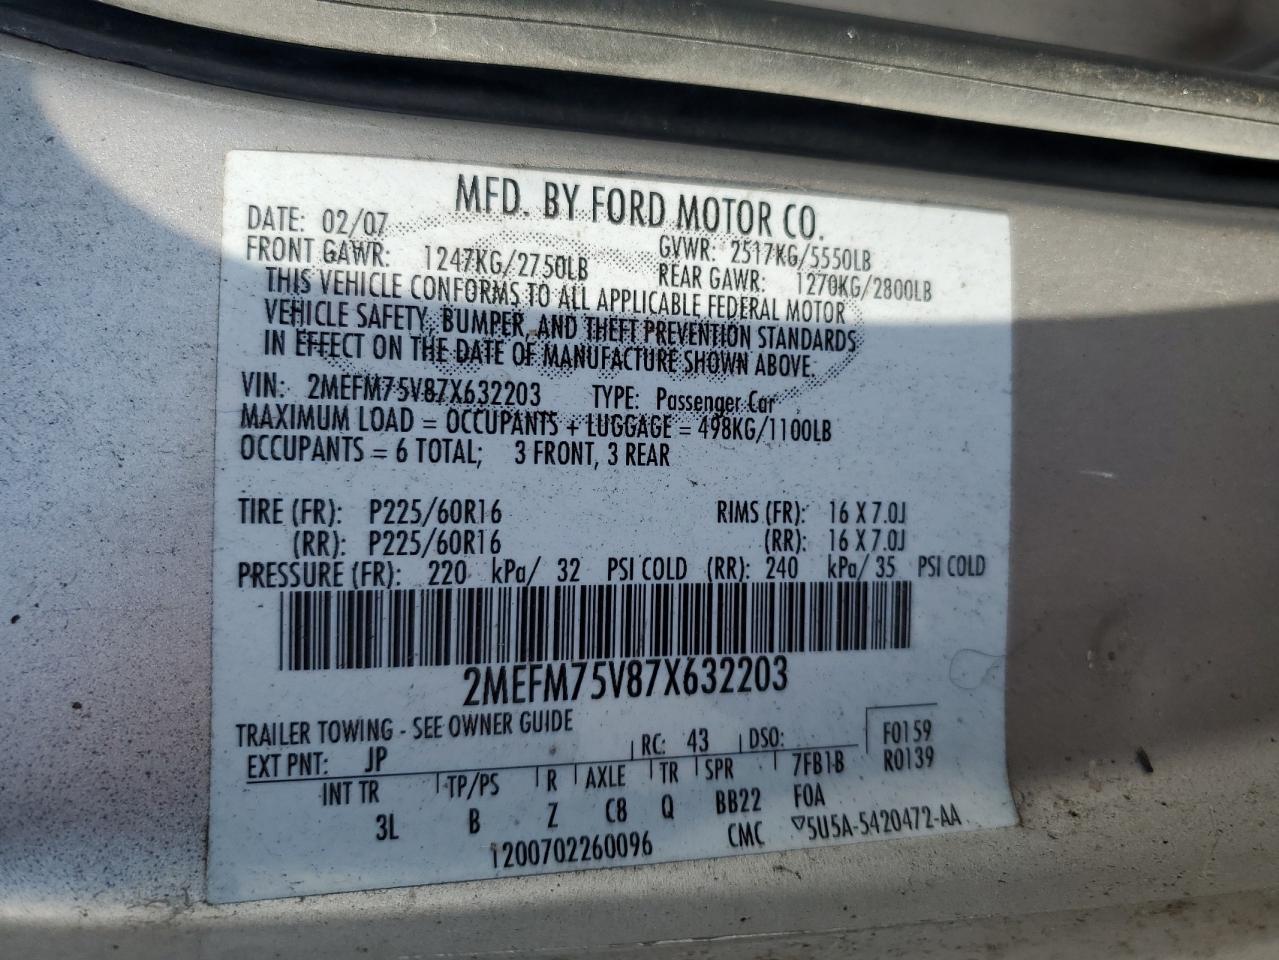 MFD. BY FORD MOTOR CO.
DATE: 02/07 GVWR: 2517KG/5550LB
FRONT GAWR: 1247KG/2750LB REAR GAWR: 1270KG/2800LB
THIS VEHICLE CONFORMS TO ALL APPLICABLE FEDERAL MOTOR
VEHICLE SAFETY, BUMPER, AND THEFT PREVENTION STANDARDS
IN EFFECT ON THE DATE OF MANUFACTURE SHOWN ABOVE.
VIN: 2MEFM75V87X632203 TYPE: Passenger Car
MAXIMUM LOAD = OCCUPANTS + LUGGAGE = 498KG/1100LB
OCCUPANTS = 6 TOTAL; 3 FRONT, 3 REAR
TIRE (FR): P225/60R16 RIMS (FR): 16 X 7.0J
(RR): P225/60R16 (RR): 16 X 7.0J
PRESSURE (FR): 220 kPa/ 32 PSI COLD (RR): 240 kPa/ 35 PSI COLD
2MEFM75V87X632203
TRAILER TOWING - SEE OWNER GUIDE
EXT PNT: JP RC: 43 DSO: F0159
INT TR TP/PS R AXLE TR SPR 7FB1B R0139
3L B Z C8 Q BB22 FOA
1200702260096 CMC ▽5U5A-5420472-AA